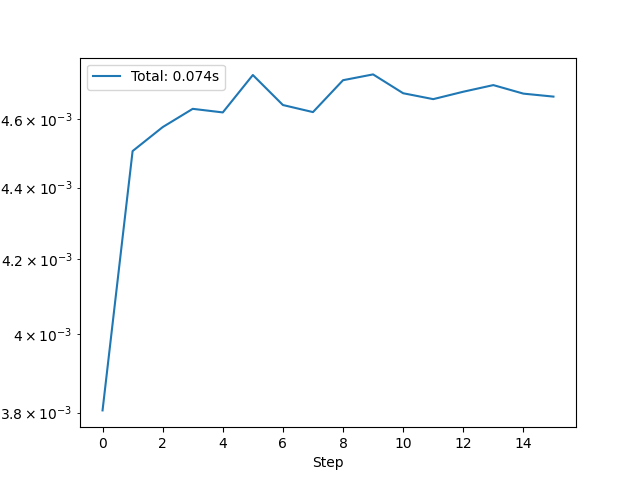 Total: 0.074s
4.6 × 10⁻³
4.4 × 10⁻³
4.2 × 10⁻³
4 × 10⁻³
3.8 × 10⁻³
0 2 4 6 8 10 12 14
Step